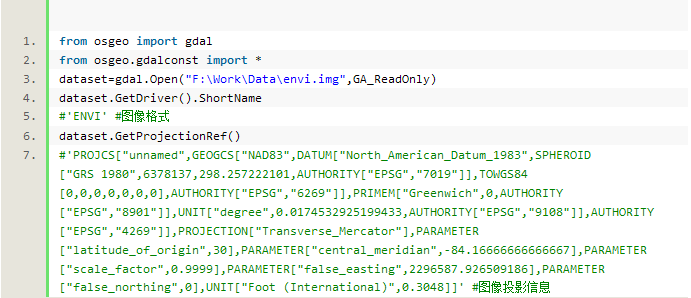 1. from osgeo import gdal
2. from osgeo.gdalconst import *
3. dataset=gdal.Open("F:\Work\Data\envi.img",GA_ReadOnly)
4. dataset.GetDriver().ShortName
5. #'ENVI' #图像格式
6. dataset.GetProjectionRef()
7. #'PROJCS["unnamed",GEOGCS["NAD83",DATUM["North_American_Datum_1983",SPHEROID
["GRS 1980",6378137,298.257222101,AUTHORITY["EPSG","7019"]],TOWGS84
[0,0,0,0,0,0,0],AUTHORITY["EPSG","6269"]],PRIMEM["Greenwich",0,AUTHORITY
["EPSG","8901"]],UNIT["degree",0.0174532925199433,AUTHORITY["EPSG","9108"]],AUTHORITY
["EPSG","4269"]],PROJECTION["Transverse_Mercator"],PARAMETER
["latitude_of_origin",30],PARAMETER["central_meridian",-84.16666666666667],PARAMETER
["scale_factor",0.9999],PARAMETER["false_easting",2296587.926509186],PARAMETER
["false_northing",0],UNIT["Foot (International)",0.3048]]' #图像投影信息